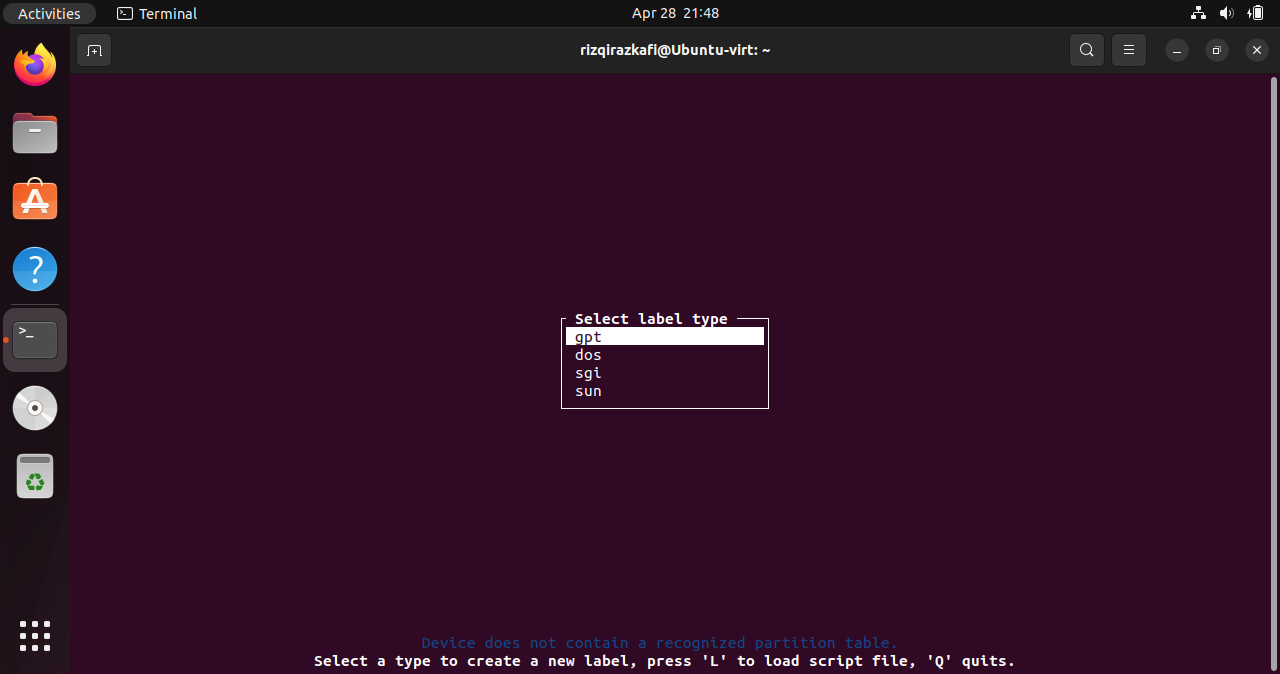 Activities
Terminal
Apr 28 21:48
rizqirazkafi@Ubuntu-virt: ~
>_
Select label type
gpt
dos
sgi
sun
Device does not contain a recognized partition table.
Select a type to create a new label, press 'L' to load script file, 'Q' quits.